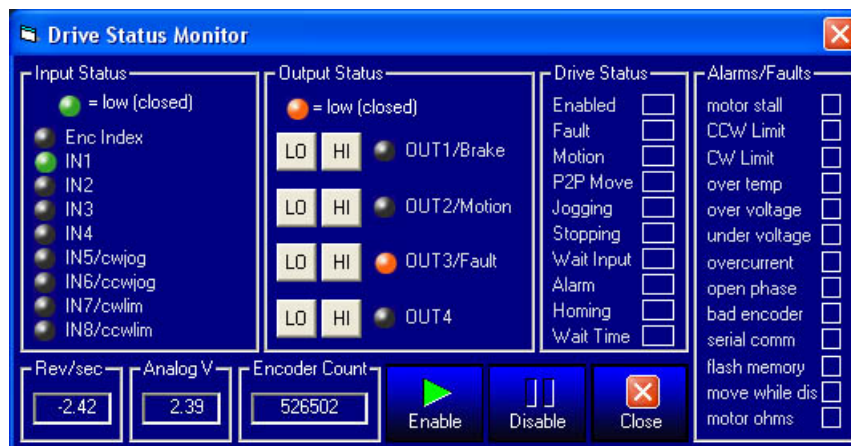 Drive Status Monitor
Input Status
= low (closed)
Enc Index
IN1
IN2
IN3
IN4
IN5/cwjog
IN6/ccwjog
IN7/cwlim
IN8/ccwlim
Output Status
= low (closed)
LO HI OUT1/Brake
LO HI OUT2/Motion
LO HI OUT3/Fault
LO HI OUT4
Drive Status
Enabled
Fault
Motion
P2P Move
Jogging
Stopping
Wait Input
Alarm
Homing
Wait Time
Alarms/Faults
motor stall
CCW Limit
CW Limit
over temp
over voltage
under voltage
overcurrent
open phase
bad encoder
serial comm
flash memory
move while dis
motor ohms
Rev/sec
-2.42
Analog V
2.39
Encoder Count
526502
Enable
Disable
Close